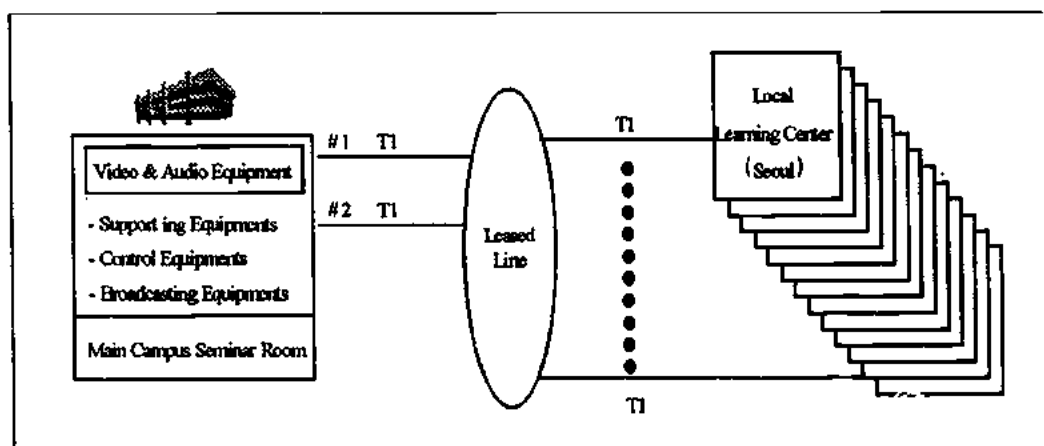 Video & Audio Equipment
- Support ing Equipments
- Control Equipments
- Broadcasting Equipments
Main Campus Seminar Room
#1 T1
#2 T1
Leased
Line
T1
T1
Local
Learning Center
(Seoul)